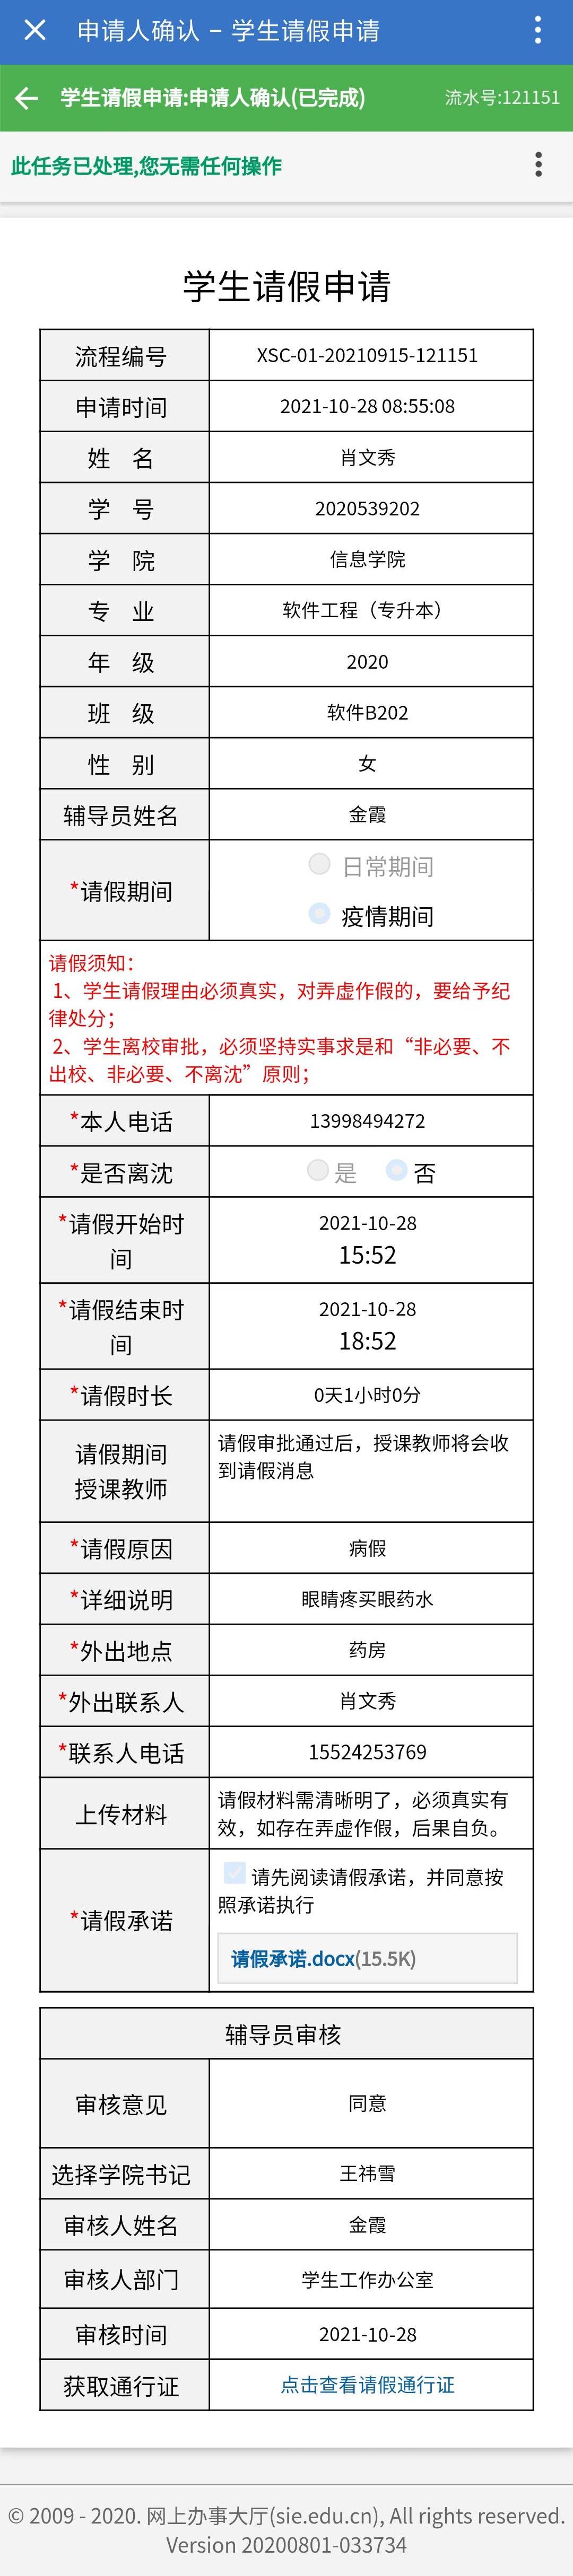 申请人确认 - 学生请假申请
学生请假申请:申请人确认(已完成) 流水号:121151
此任务已处理,您无需任何操作
学生请假申请
流程编号 XSC-01-20210915-121151
申请时间 2021-10-28 08:55:08
姓 名 肖文秀
学 号 2020539202
学 院 信息学院
专 业 软件工程（专升本）
年 级 2020
班 级 软件B202
性 别 女
辅导员姓名 金霞
*请假期间 日常期间
疫情期间
请假须知：
1、学生请假理由必须真实，对弄虚作假的，要给予纪
律处分；
2、学生离校审批，必须坚持实事求是和“非必要、不
出校、非必要、不离沈”原则；
*本人电话 13998494272
*是否离沈 是 否
*请假开始时
间
2021-10-28
15:52
*请假结束时
间
2021-10-28
18:52
*请假时长 0天1小时0分
请假期间
授课教师
请假审批通过后，授课教师将会收
到请假消息
*请假原因 病假
*详细说明 眼睛疼买眼药水
*外出地点 药房
*外出联系人 肖文秀
*联系人电话 15524253769
上传材料
请假材料需清晰明了，必须真实有
效，如存在弄虚作假，后果自负。
*请假承诺
请先阅读请假承诺，并同意按
照承诺执行
请假承诺.docx(15.5K)
辅导员审核
审核意见 同意
选择学院书记 王祎雪
审核人姓名 金霞
审核人部门 学生工作办公室
审核时间 2021-10-28
获取通行证 点击查看请假通行证
© 2009 - 2020. 网上办事大厅(sie.edu.cn), All rights reserved.
Version 20200801-033734